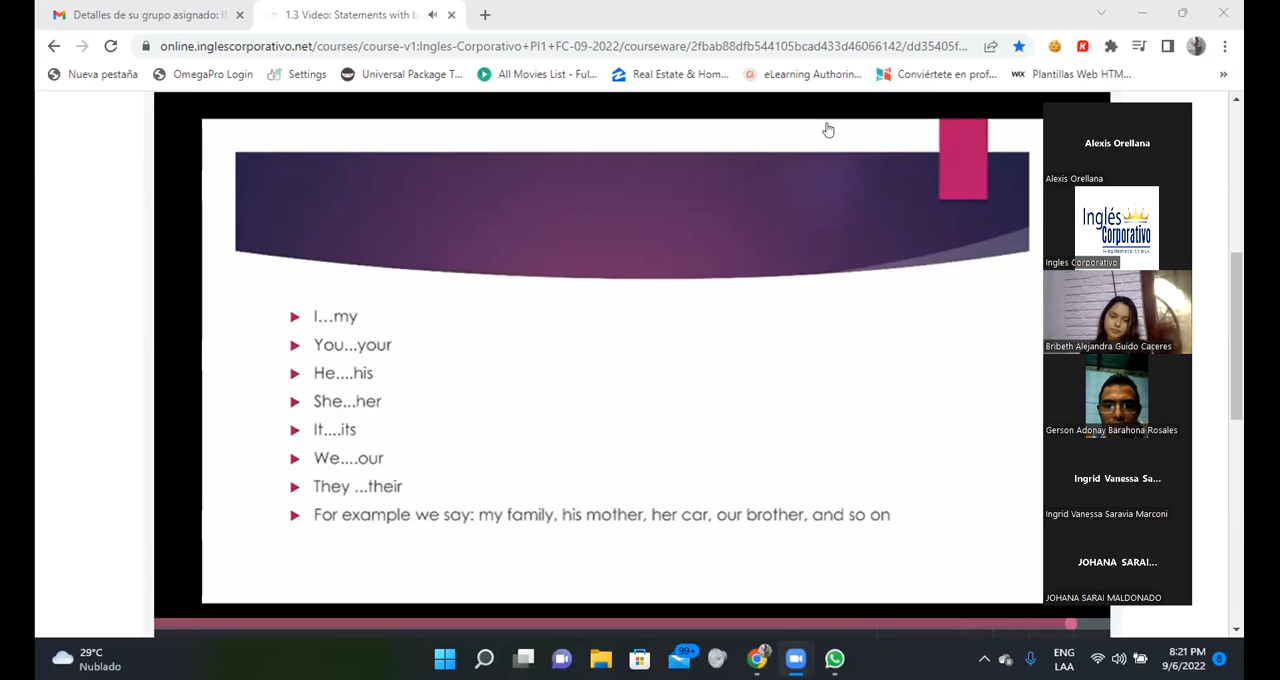 Detalles de su grupo asignado: I
1.3 Video: Statements with b
online.inglescorporativo.net/courses/course-v1:Ingles-Corporativo+PI1+FC-09-2022/courseware/2fbab88dfb544105bcad433d46066142/dd35405f...
Nueva pestaña
OmegaPro Login
Settings
Universal Package T...
All Movies List - Ful...
Real Estate & Hom...
eLearning Authorin...
Conviértete en prof...
WIX Plantillas Web HTM...
»
I...my
You...your
He....his
She...her
It....its
We....our
They ...their
For example we say: my family, his mother, her car, our brother, and so on
Alexis Orellana
Alexis Orellana
Inglés
Corporativo
Ingles Corporativo
Bribeth Alejandra Guido Caceres
Gerson Adonay Barahona Rosales
Ingrid Vanessa Sa...
Ingrid Vanessa Saravia Marconi
JOHANA SARAI...
JOHANA SARAI MALDONADO
29°C
Nublado
99+
ENG
LAA
8:21 PM
9/6/2022
8